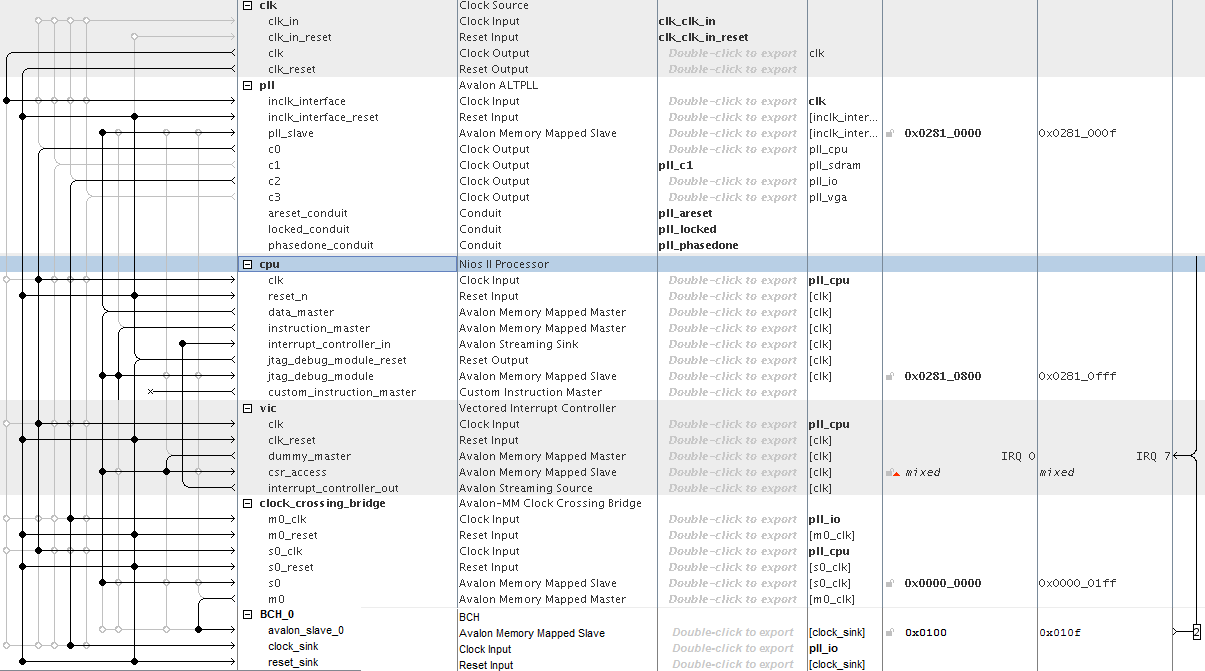 clk Clock Source
clk_in Clock Input clk_clk_in
clk_in_reset Reset Input clk_clk_in_reset
clk Clock Output Double-click to export clk
clk_reset Reset Output Double-click to export
pll Avalon ALTPLL
inclk_interface Clock Input Double-click to export clk
inclk_interface_reset Reset Input Double-click to export [inclk_inter...
pll_slave Avalon Memory Mapped Slave Double-click to export [inclk_inter... 0x0281_0000 0x0281_000f
c0 Clock Output Double-click to export pll_cpu
c1 Clock Output pll_c1 pll_sdram
c2 Clock Output Double-click to export pll_io
c3 Clock Output Double-click to export pll_vga
areset_conduit Conduit pll_areset
locked_conduit Conduit pll_locked
phasedone_conduit Conduit pll_phasedone
cpu Nios II Processor
clk Clock Input Double-click to export pll_cpu
reset_n Reset Input Double-click to export [clk]
data_master Avalon Memory Mapped Master Double-click to export [clk]
instruction_master Avalon Memory Mapped Master Double-click to export [clk]
interrupt_controller_in Avalon Streaming Sink Double-click to export [clk]
jtag_debug_module_reset Reset Output Double-click to export [clk]
jtag_debug_module Avalon Memory Mapped Slave Double-click to export [clk] 0x0281_0800 0x0281_0fff
custom_instruction_master Custom Instruction Master Double-click to export
vic Vectored Interrupt Controller
clk Clock Input Double-click to export pll_cpu
clk_reset Reset Input Double-click to export [clk]
dummy_master Avalon Memory Mapped Master Double-click to export [clk] IRQ 0 IRQ 7
csr_access Avalon Memory Mapped Slave Double-click to export [clk] mixed mixed
interrupt_controller_out Avalon Streaming Source Double-click to export [clk]
clock_crossing_bridge Avalon-MM Clock Crossing Bridge
m0_clk Clock Input Double-click to export pll_io
m0_reset Reset Input Double-click to export [m0_clk]
s0_clk Clock Input Double-click to export pll_cpu
s0_reset Reset Input Double-click to export [s0_clk]
s0 Avalon Memory Mapped Slave Double-click to export [s0_clk] 0x0000_0000 0x0000_01ff
m0 Avalon Memory Mapped Master Double-click to export [m0_clk]
BCH_0 BCH
avalon_slave_0 Avalon Memory Mapped Slave Double-click to export [clock_sink] 0x0100 0x010f 2
clock_sink Clock Input Double-click to export pll_io
reset_sink Reset Input Double-click to export [clock_sink]